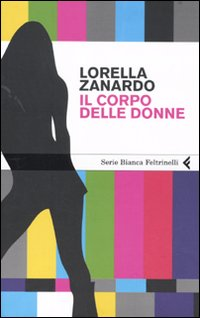 LORELLA
ZANARDO
IL CORPO
DELLE DONNE
Serie Bianca Feltrinelli